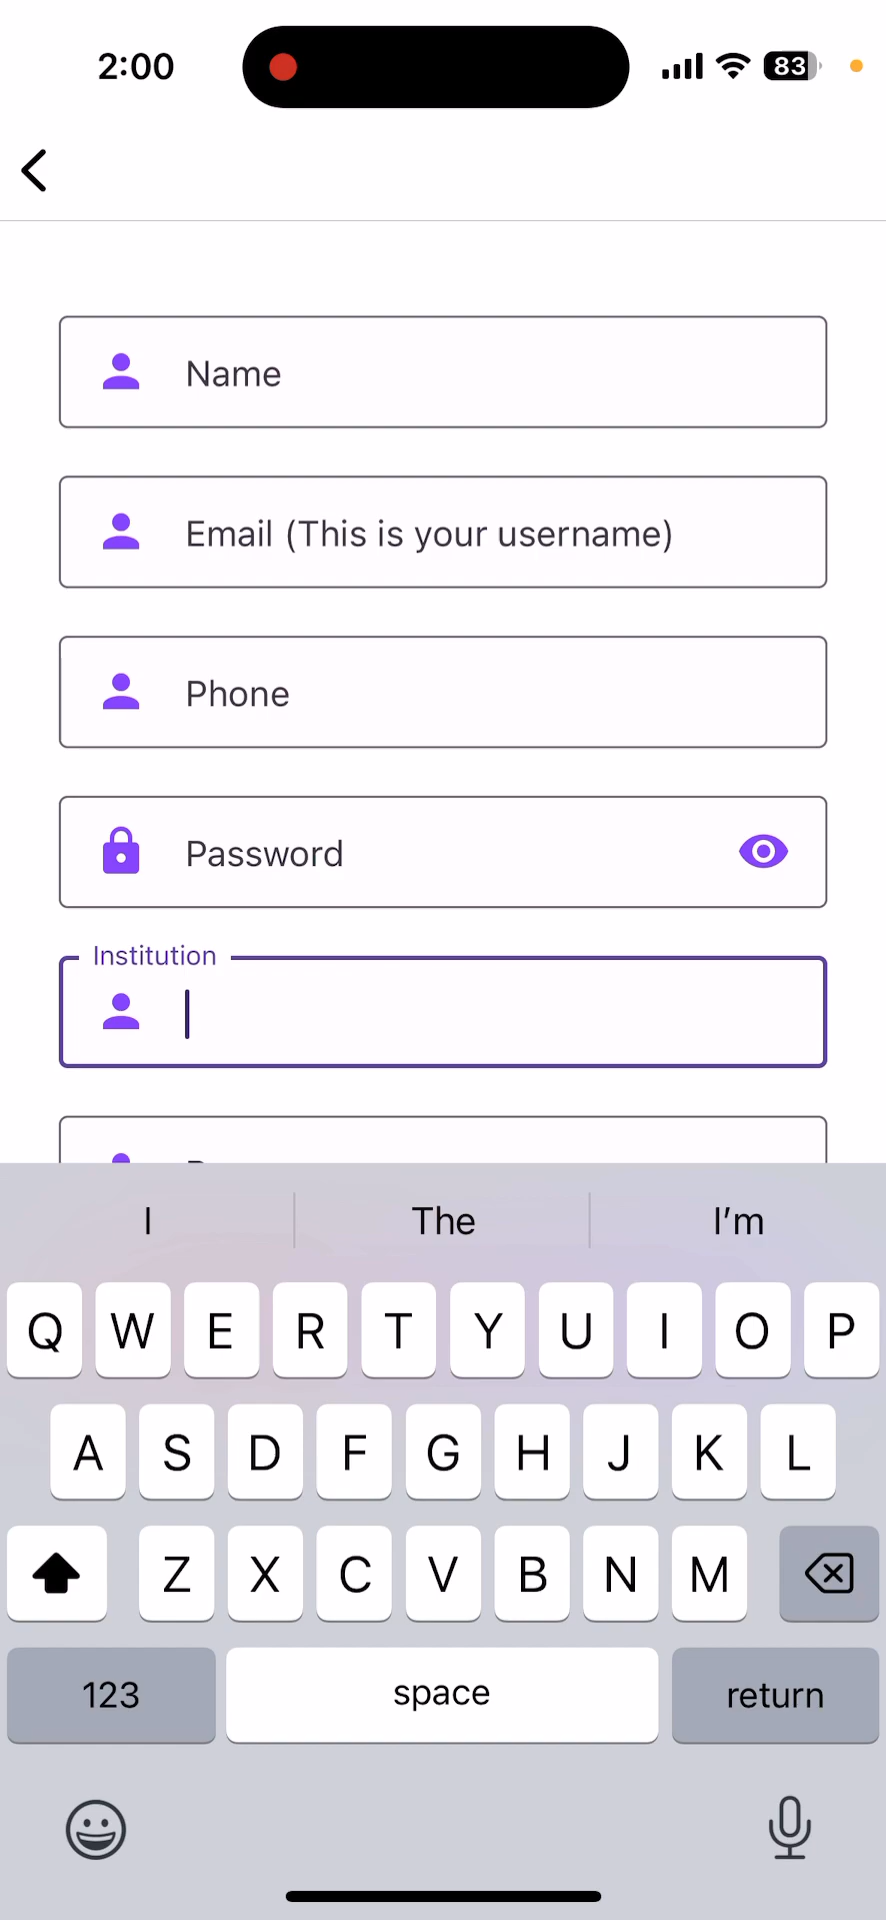 2:00
83
Name
Email (This is your username)
Phone
Password
Institution
I The I'm
Q W E R T Y U I O P
A S D F G H J K L
Z X C V B N M
123 space return